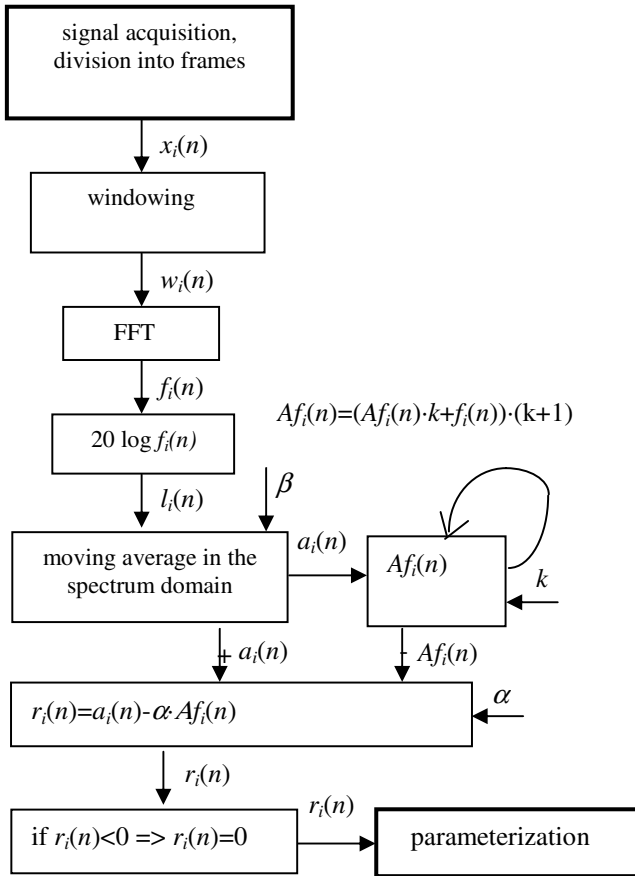 signal acquisition,
division into frames
xᵢ(n)
windowing
wᵢ(n)
FFT
fᵢ(n)
Afᵢ(n)=(Afᵢ(n)·k+fᵢ(n))·(k+1)
20 log fᵢ(n)
lᵢ(n)
β
moving average in the
spectrum domain
aᵢ(n)
Afᵢ(n)
k
+ aᵢ(n)
- Afᵢ(n)
rᵢ(n)=aᵢ(n)-α·Afᵢ(n)
α
rᵢ(n)
if rᵢ(n)<0 => rᵢ(n)=0
rᵢ(n)
parameterization